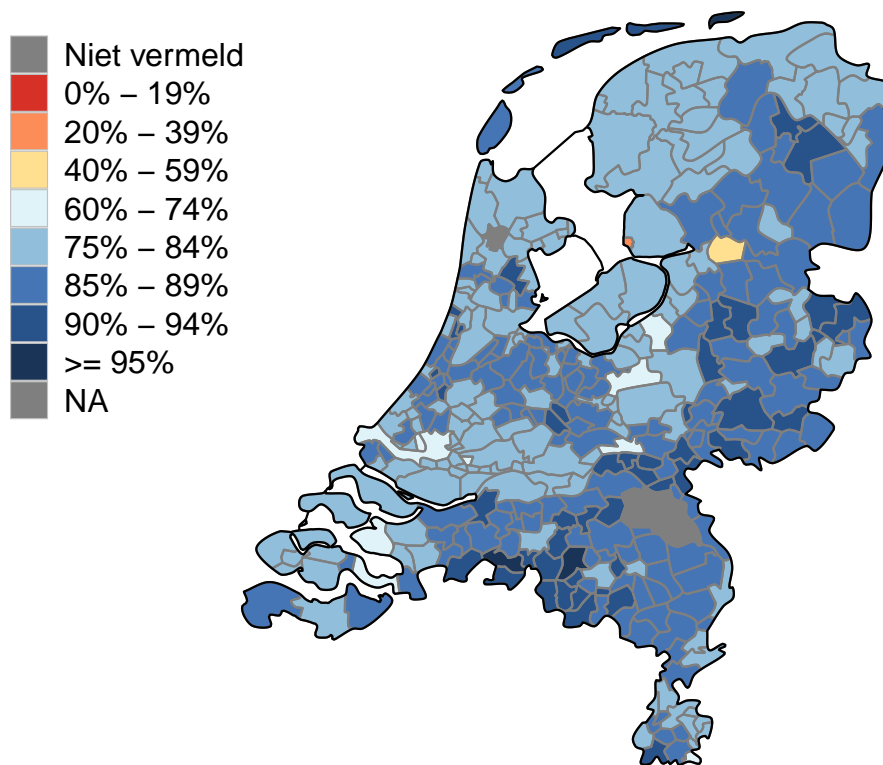 Niet vermeld
0% – 19%
20% – 39%
40% – 59%
60% – 74%
75% – 84%
85% – 89%
90% – 94%
>= 95%
NA